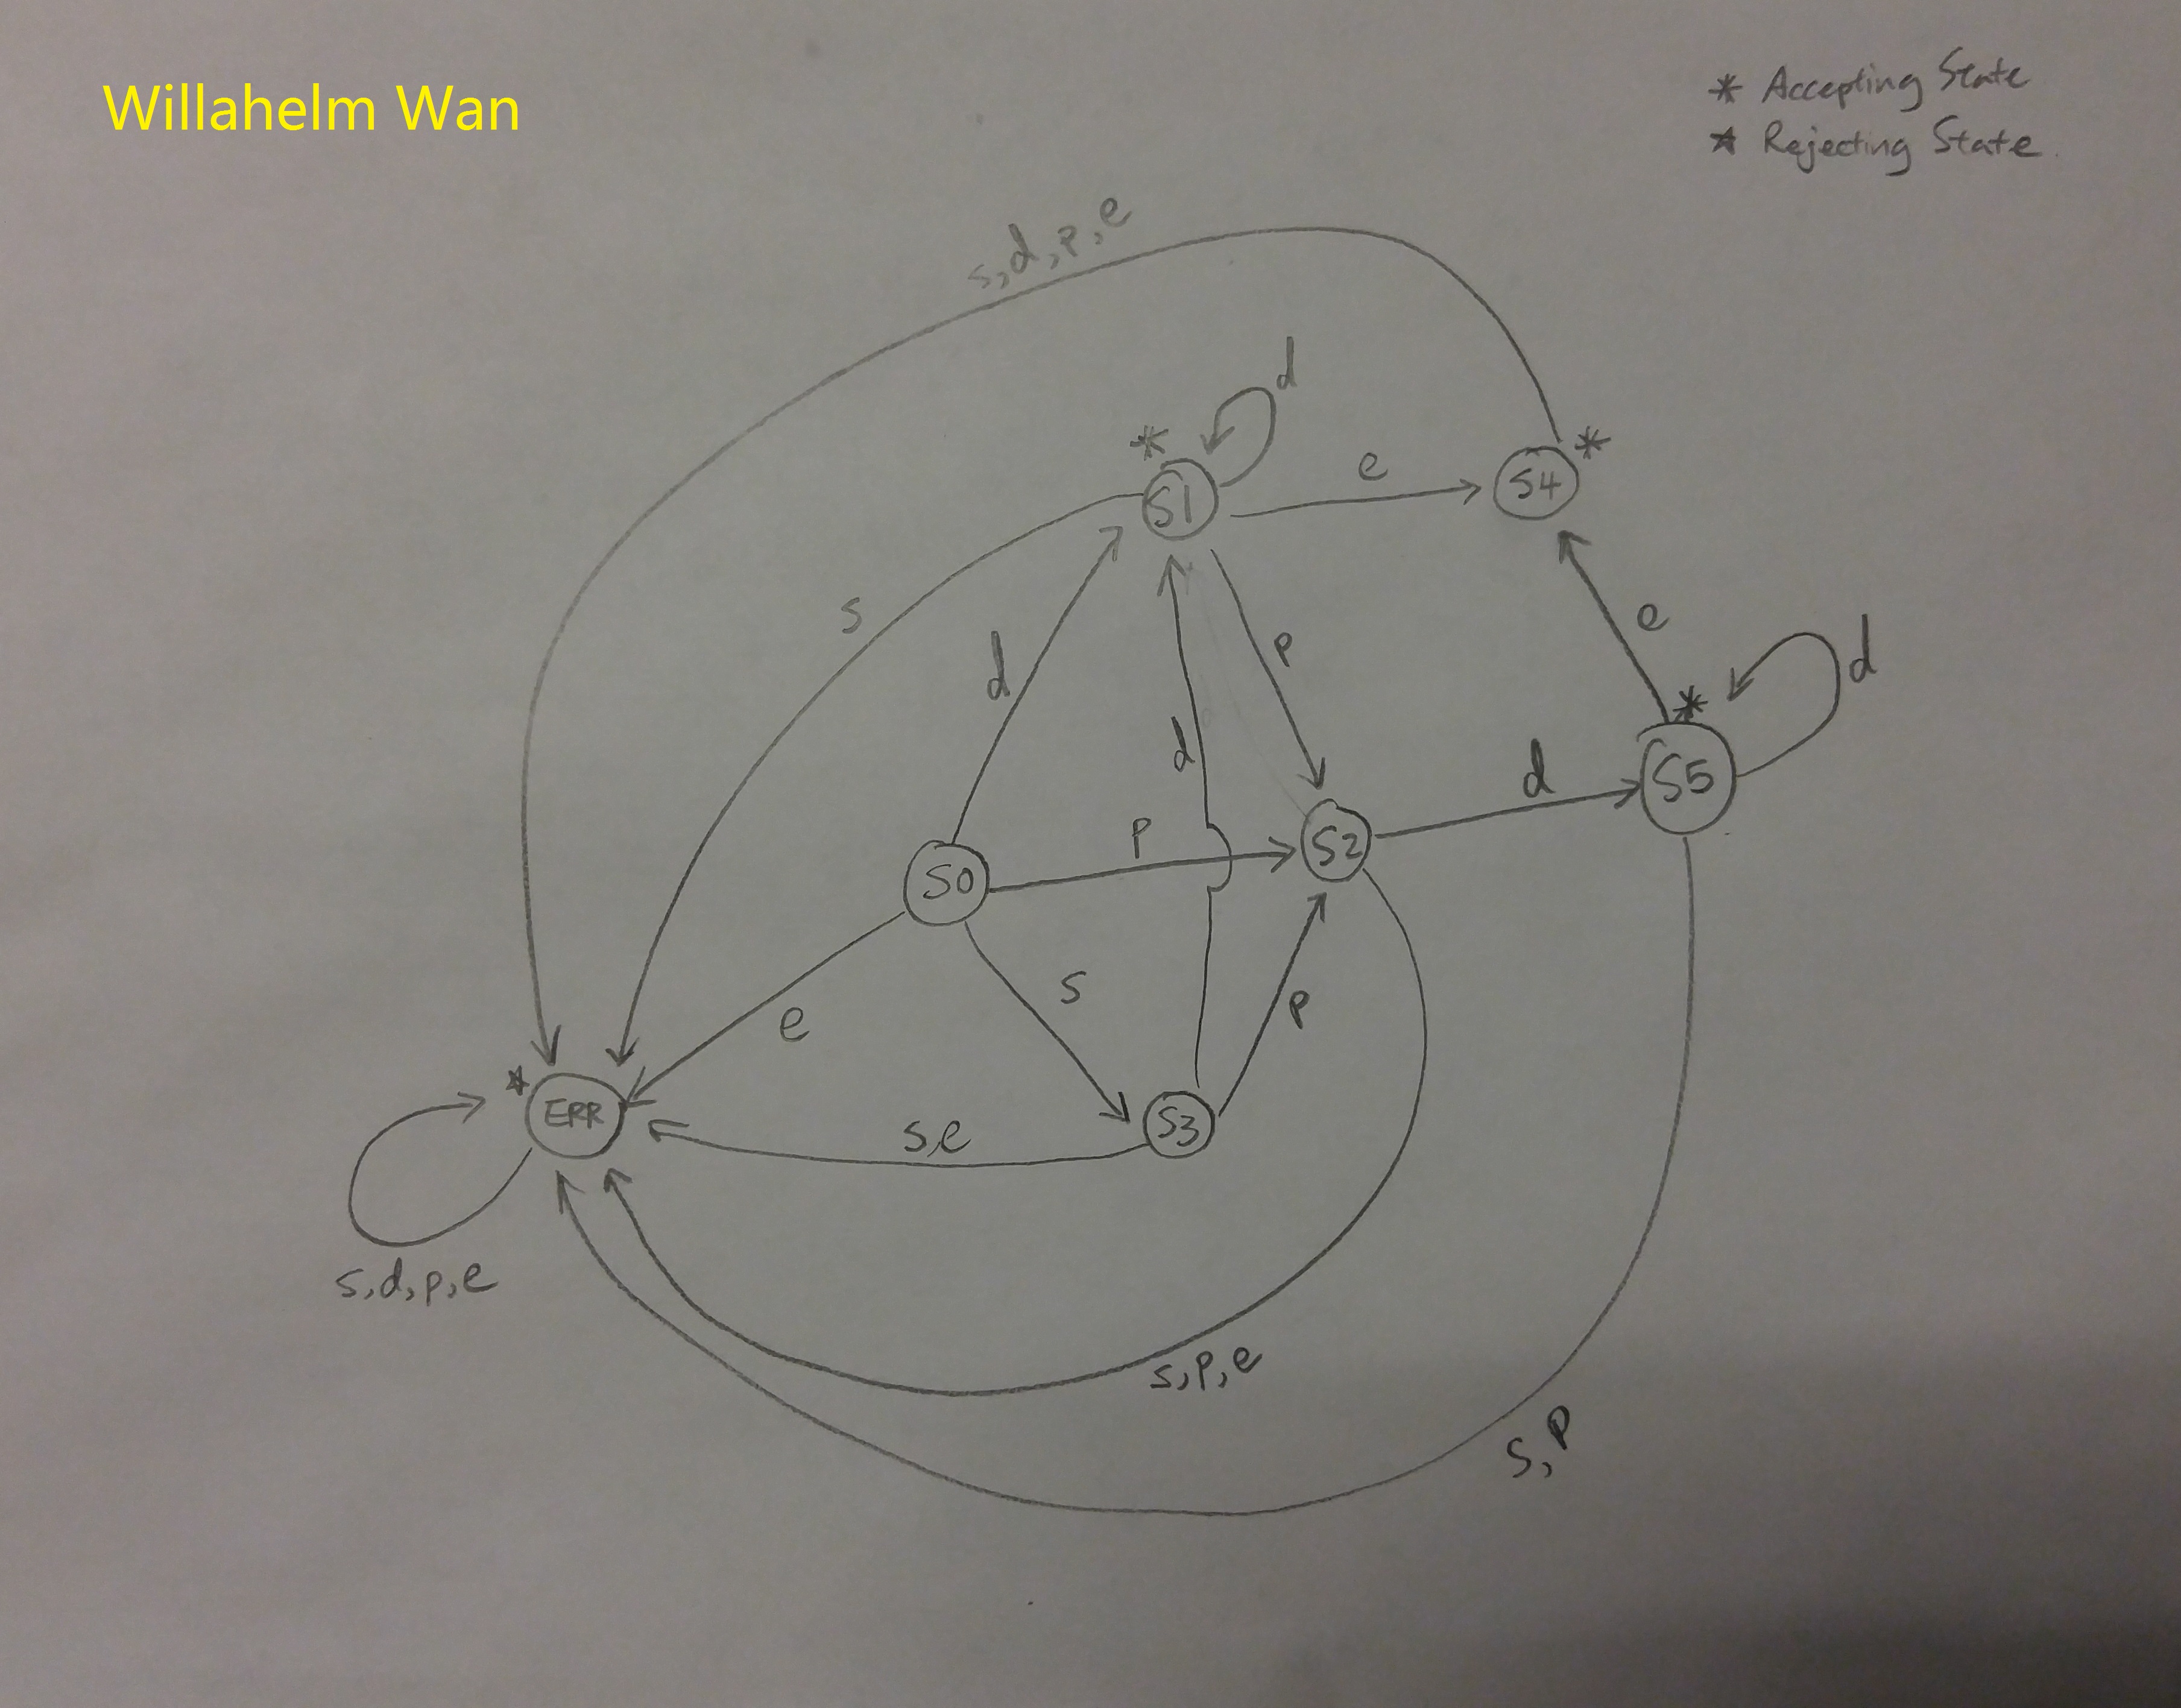 Willahelm Wan
* Accepting State
★ Rejecting State.
s,d,p,e
d
*
S1
e
S4
*
s
d
p
d
e
*
d
S5
d
p
S2
S0
s
p
e
★
ERR
s,e
S3
s,d,p,e
s,p,e
s,p